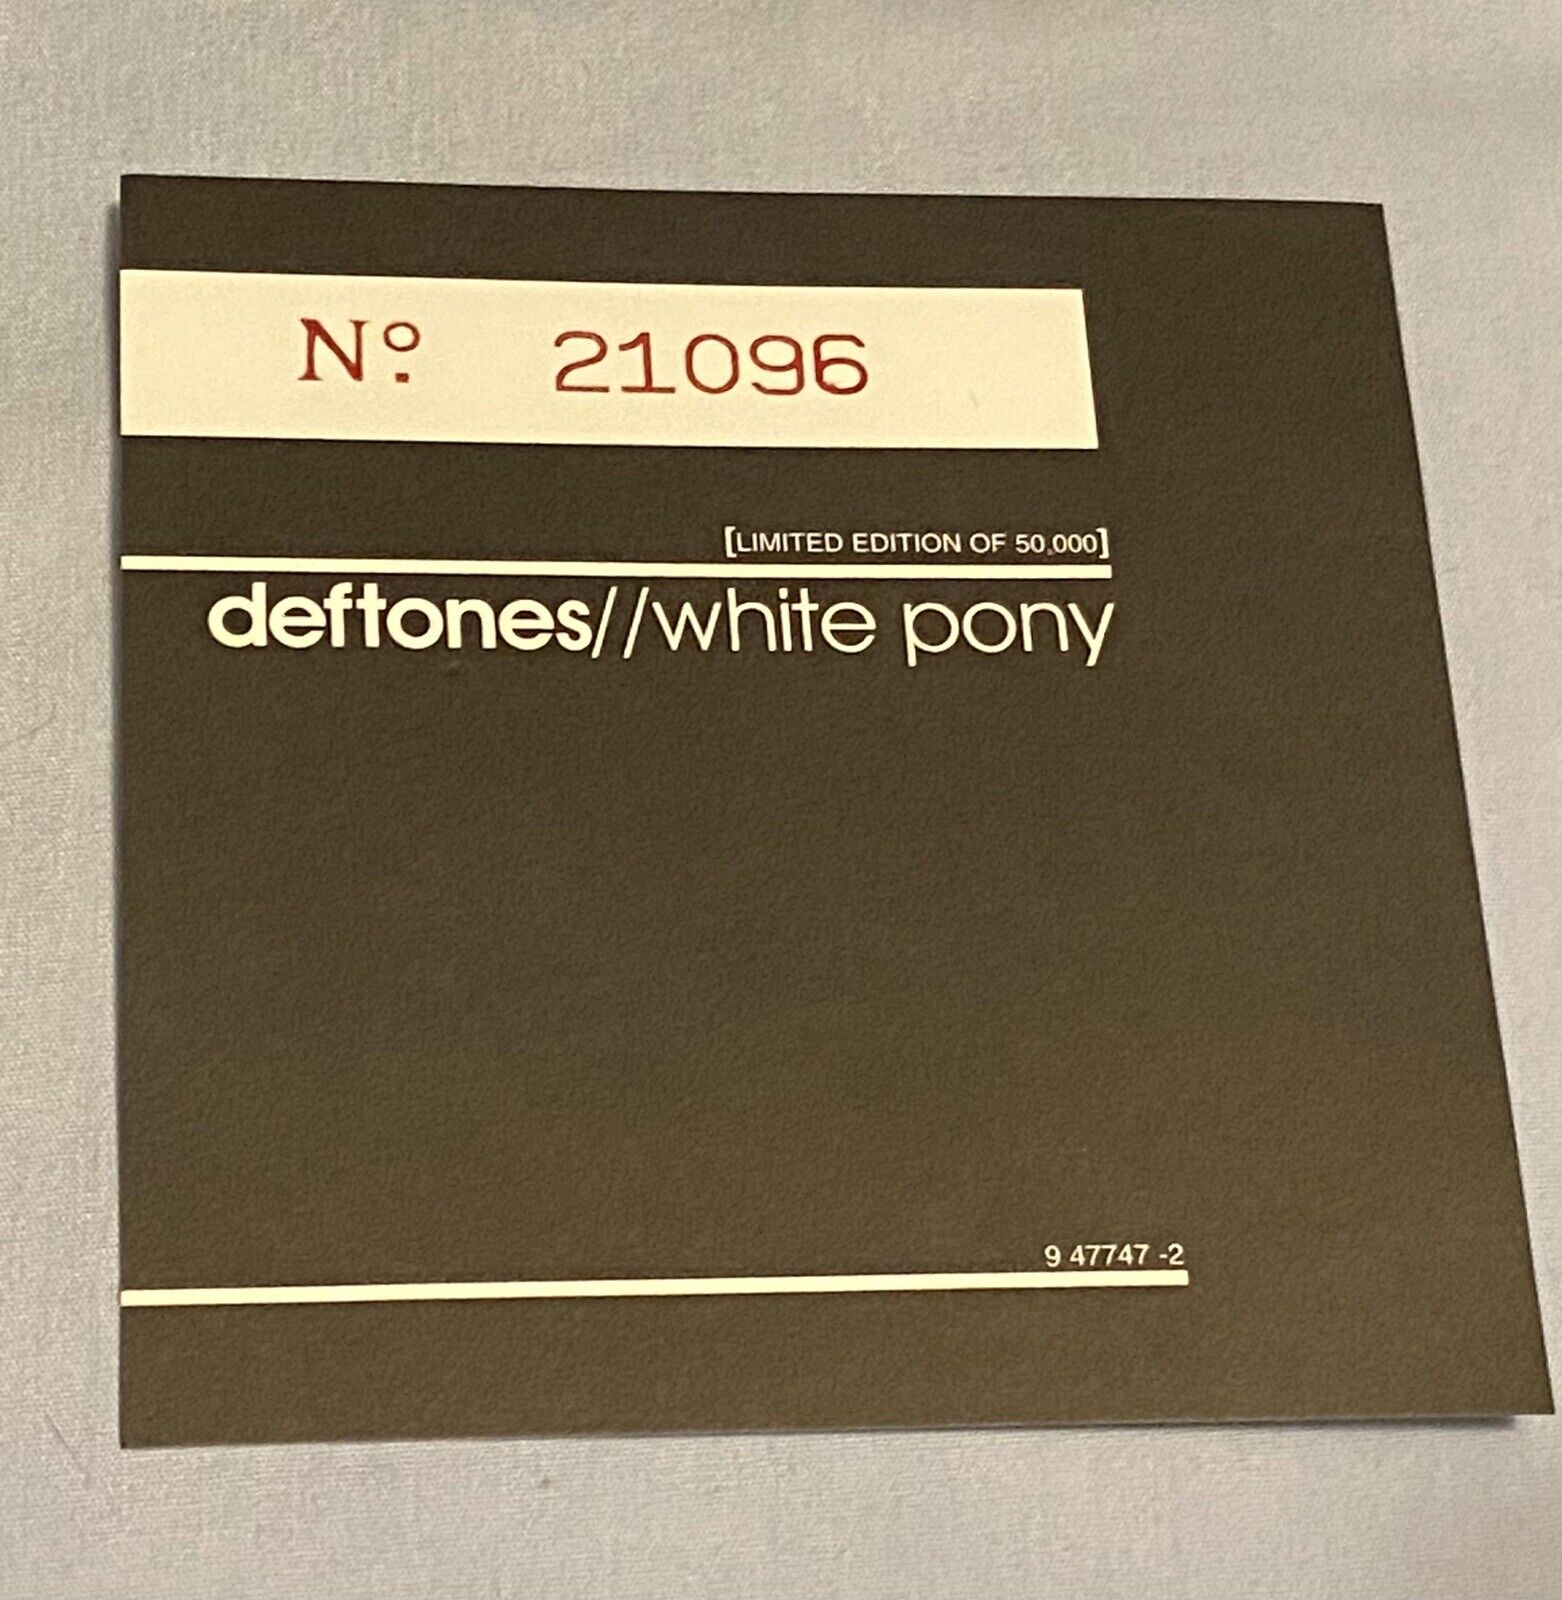 Nº. 21096
[LIMITED EDITION OF 50,000]
deftones//white pony
9 47747 -2